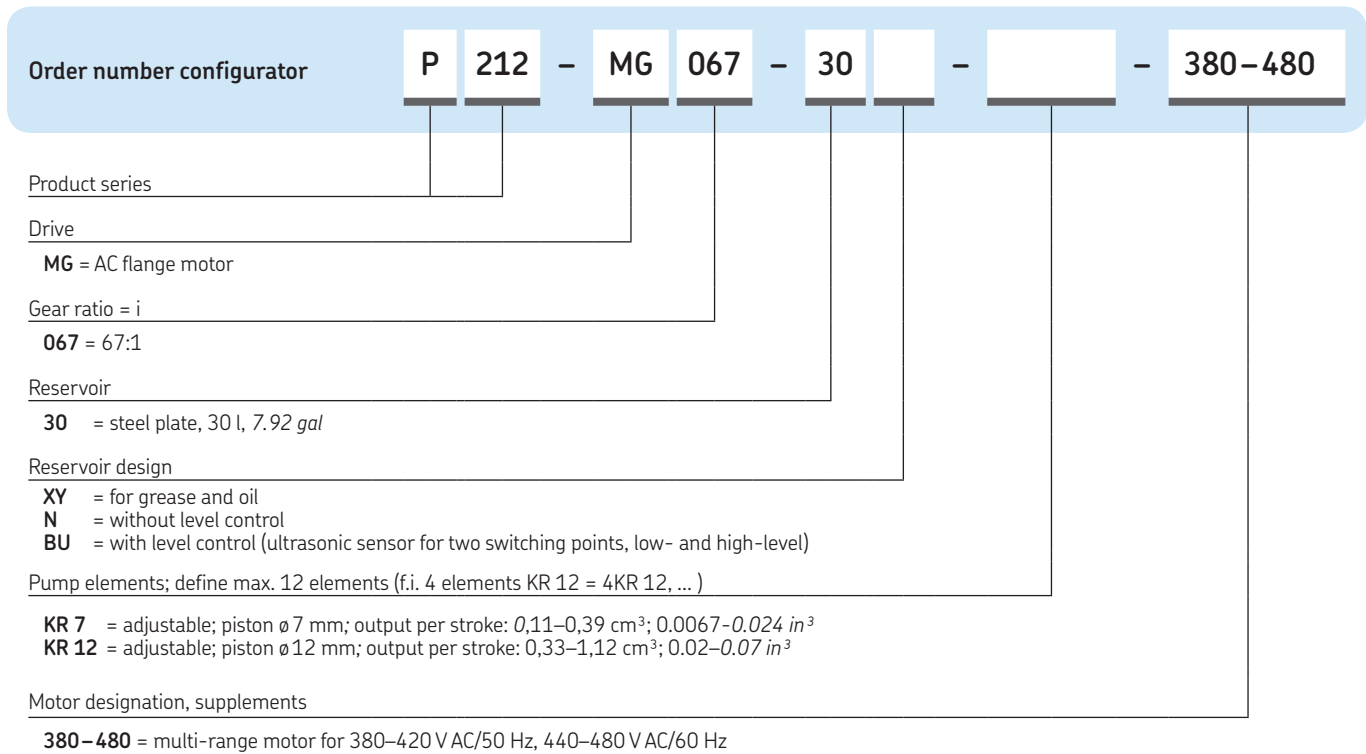 Order number configurator P 212 – MG 067 – 30 – – 380–480
Product series
Drive
MG = AC flange motor
Gear ratio = i
067 = 67:1
Reservoir
30 = steel plate, 30 l, 7.92 gal
Reservoir design
XY = for grease and oil
N = without level control
BU = with level control (ultrasonic sensor for two switching points, low- and high-level)
Pump elements; define max. 12 elements (f.i. 4 elements KR 12 = 4KR 12, ... )
KR 7 = adjustable; piston ø 7 mm; output per stroke: 0,11–0,39 cm³; 0.0067-0.024 in³
KR 12 = adjustable; piston ø 12 mm; output per stroke: 0,33–1,12 cm³; 0.02–0.07 in³
Motor designation, supplements
380–480 = multi-range motor for 380–420 V AC/50 Hz, 440–480 V AC/60 Hz